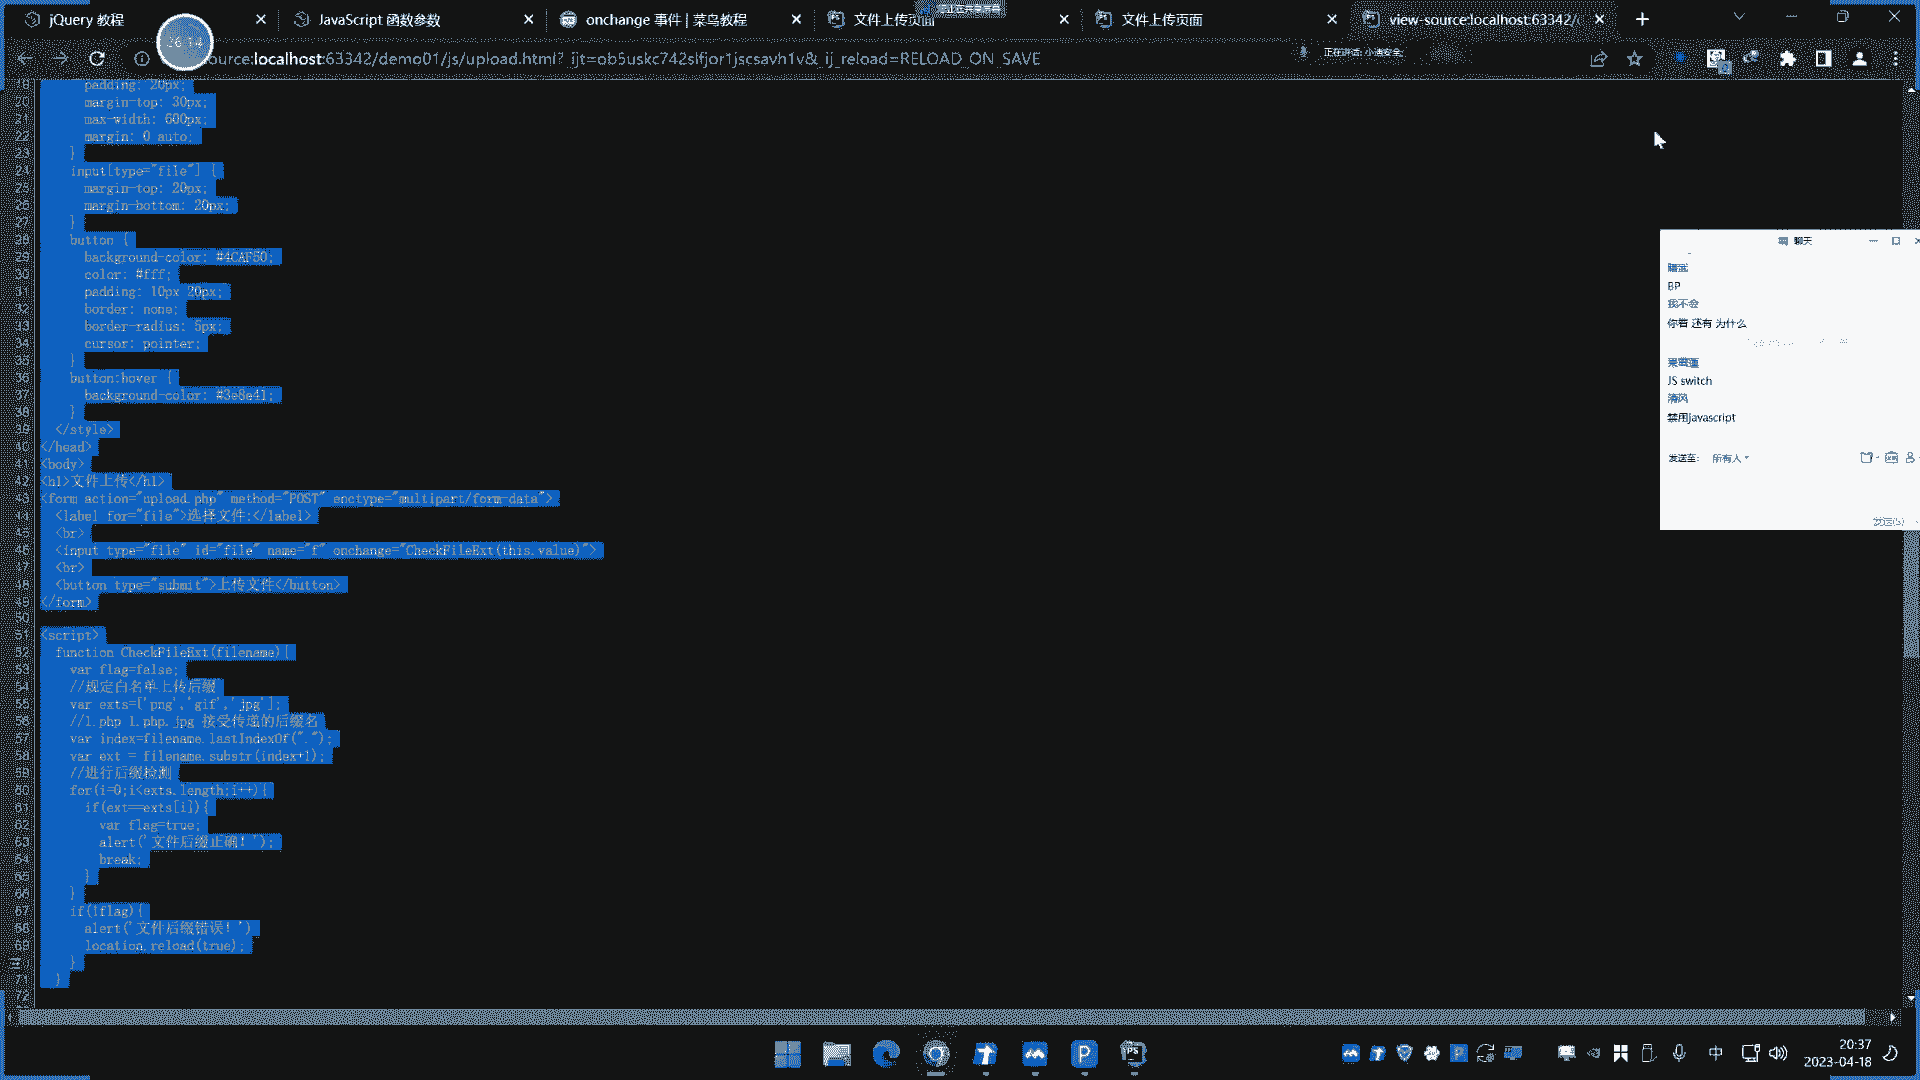 jQuery 教程
JavaScript 函数参数
onchange 事件 | 菜鸟教程
文件上传页面
文件上传页面
view-source:localhost:63342/
localhost:63342/demo01/js/upload.html?_ijt=ob5uskc742slfjor1jscsavh1v&_ij_reload=RELOAD_ON_SAVE
正在讲话: 小迪安全
padding: 20px;
20 margin-top: 30px;
21 max-width: 600px;
22 margin: 0 auto;
23 }
24 input[type="file"] {
25 margin-top: 20px;
26 margin-bottom: 20px;
27 }
28 button {
29 background-color: #4CAF50;
30 color: #fff;
31 padding: 10px 20px;
32 border: none;
33 border-radius: 5px;
34 cursor: pointer;
35 }
36 button:hover {
37 background-color: #3e8e41;
38 }
39 </style>
40 </head>
41 <body>
42 <h1>文件上传</h1>
43 <form action="upload.php" method="POST" enctype="multipart/form-data">
44 <label for="file">选择文件:</label>
45 <br>
46 <input type="file" id="file" name="f" onchange="CheckFileExt(this.value)">
47 <br>
48 <button type="submit">上传文件</button>
49 </form>
50
51 <script>
52 function CheckFileExt(filename){
53 var flag=false;
54 //规定白名单上传后缀
55 var exts=['png','gif','jpg'];
56 //1.php 1.php.jpg 接受传递的后缀名
57 var index=filename.lastIndexOf(".");
58 var ext = filename.substr(index+1);
59 //进行后缀检测
60 for(i=0;i<exts.length;i++){
61 if(ext==exts[i]){
62 var flag=true;
63 alert('文件后缀正确！');
64 break;
65 }
66 }
67 if(!flag){
68 alert('文件后缀错误！')
69 location.reload(true);
}
71 }
72
聊天
BP
我不会
你看 还有 为什么
JS switch
清风
禁用javascript
发送至: 所有人
发送(S)
中
20:37
2023-04-18